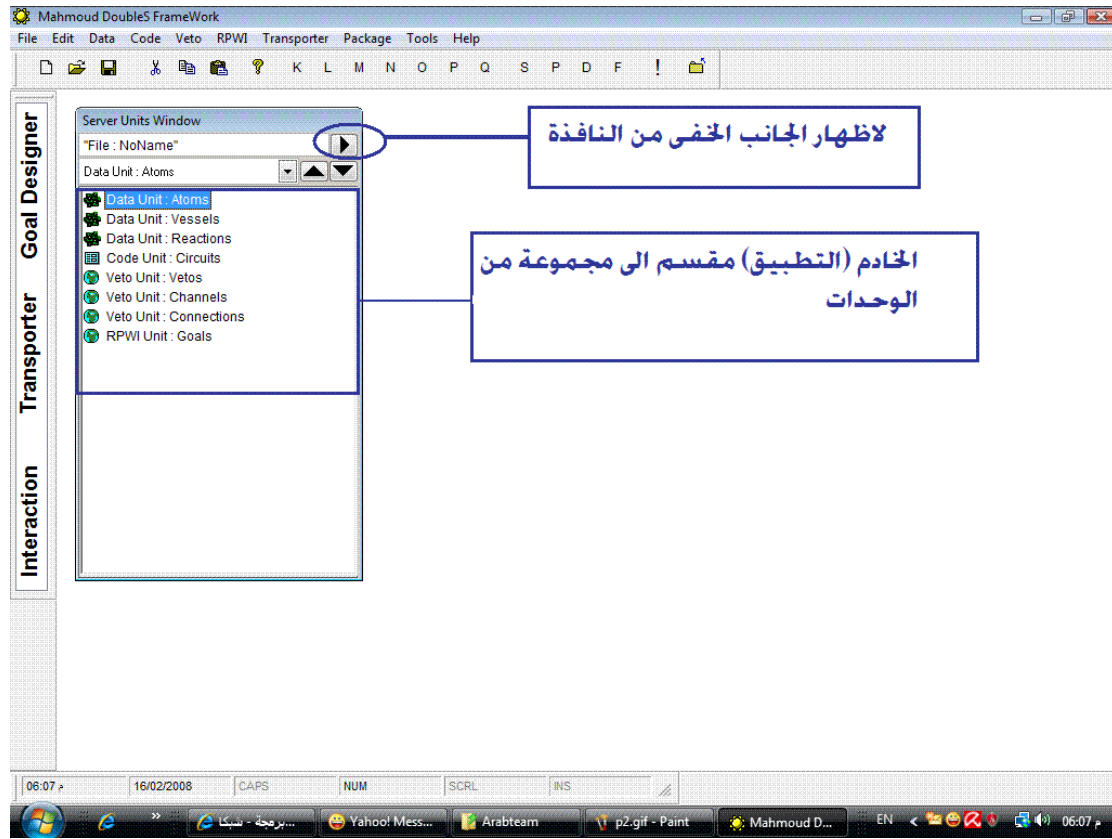 Mahmoud DoubleS FrameWork
File Edit Data Code Veto RPWI Transporter Package Tools Help
K L M N O P Q S P D F !
Goal Designer
Transporter
Interaction
Server Units Window
"File : NoName"
Data Unit : Atoms
Data Unit : Atoms
Data Unit : Vessels
Data Unit : Reactions
Code Unit : Circuits
Veto Unit : Vetos
Veto Unit : Channels
Veto Unit : Connections
RPWI Unit : Goals
لاظهار الجانب الخفى من النافذة
الخادم (التطبيق) مقسم الى مجموعة من
الوحدات
06:07 م 16/02/2008 CAPS NUM SCRL INS
برمجة - شبكا... Yahoo! Mess... Arabteam p2.gif - Paint Mahmoud D... EN 06:07 م